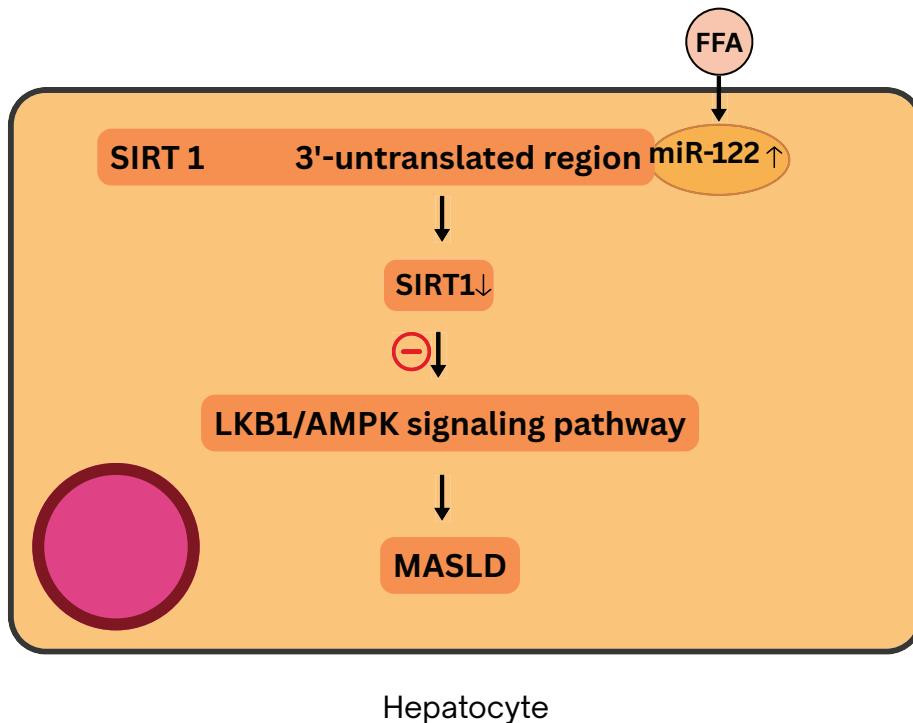 FFA
SIRT 1 3'-untranslated region miR-122 ↑
SIRT1↓
LKB1/AMPK signaling pathway
MASLD
Hepatocyte